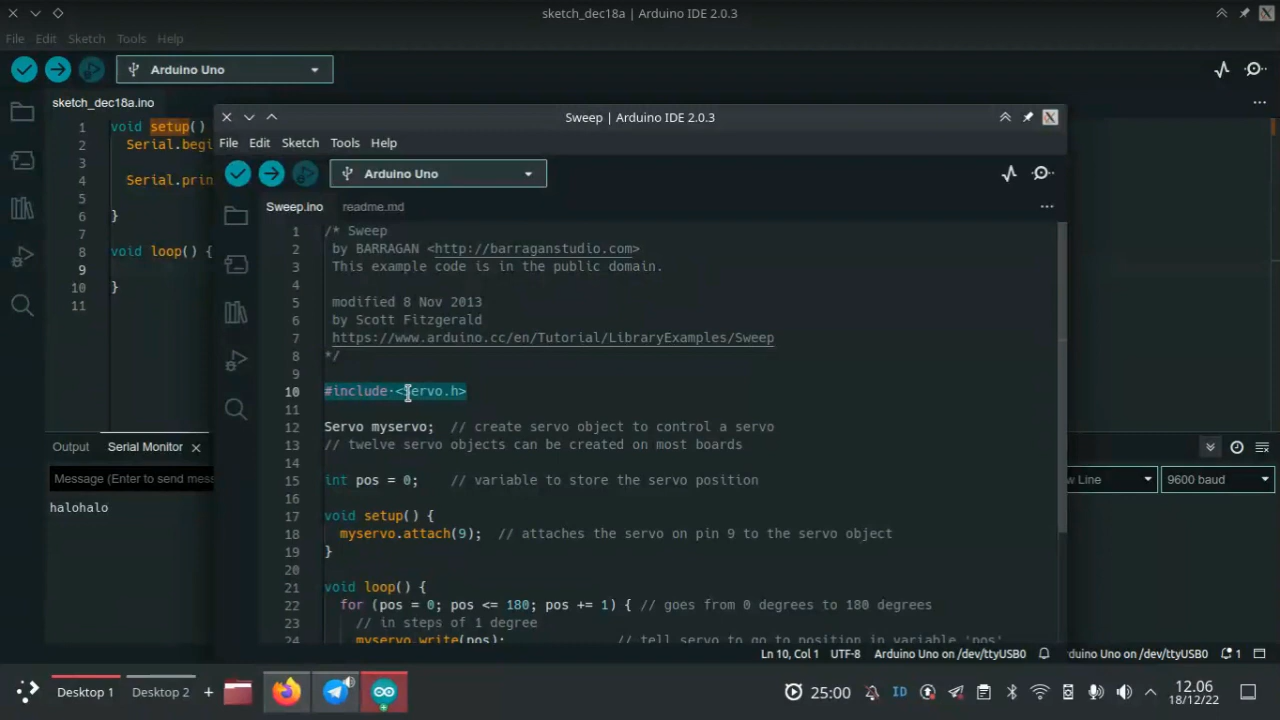 sketch_dec18a | Arduino IDE 2.0.3
File Edit Sketch Tools Help
Arduino Uno
sketch_dec18a.ino
1 void setup()
2 Serial.begi
3
4 Serial.prin
5
6 }
7
8 void loop() {
9
10 }
11
Output Serial Monitor
Message (Enter to send mess
w Line 9600 baud
halohalo
Sweep | Arduino IDE 2.0.3
File Edit Sketch Tools Help
Arduino Uno
Sweep.ino readme.md
1 /* Sweep
2 by BARRAGAN <http://barraganstudio.com>
3 This example code is in the public domain.
4
5 modified 8 Nov 2013
6 by Scott Fitzgerald
7 https://www.arduino.cc/en/Tutorial/LibraryExamples/Sweep
8 */
9
10 #include <Servo.h>
11
12 Servo myservo; // create servo object to control a servo
13 // twelve servo objects can be created on most boards
14
15 int pos = 0; // variable to store the servo position
16
17 void setup() {
18 myservo.attach(9); // attaches the servo on pin 9 to the servo object
19 }
20
21 void loop() {
22 for (pos = 0; pos <= 180; pos += 1) { // goes from 0 degrees to 180 degrees
23 // in steps of 1 degree
24 myservo.write(pos); // tell servo to go to position in variable 'pos'
Ln 10, Col 1 UTF-8 Arduino Uno on /dev/ttyUSB0
rduino Uno on /dev/ttyUSB0 1
Desktop 1 Desktop 2 + 25:00 ID 12.06
18/12/22